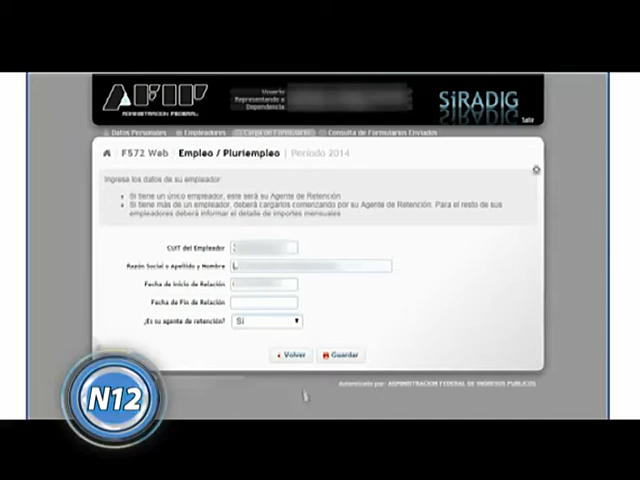 AFIP
ADMINISTRACION FEDERAL
Usuario
Representando a
Dependencia
SiRADIG
Salir
Datos Personales
Empleadores
Carga de Formulario
Consulta de Formularios Enviados
F572 Web
Empleo / Pluriempleo
Período 2014
Ingrese los datos de su empleador:
Si tiene un único empleador, este será su Agente de Retención
Si tiene más de un empleador, deberá cargarlos comenzando por su Agente de Retención. Para el resto de sus
empleadores deberá informar el detalle de importes mensuales
CUIT del Empleador
Razón Social o Apellido y Nombre
L
Fecha de Inicio de Relación
Fecha de Fin de Relación
¿Es su agente de retención?
Sí
Volver
Guardar
Autenticado por: ADMINISTRACION FEDERAL DE INGRESOS PUBLICOS
N12